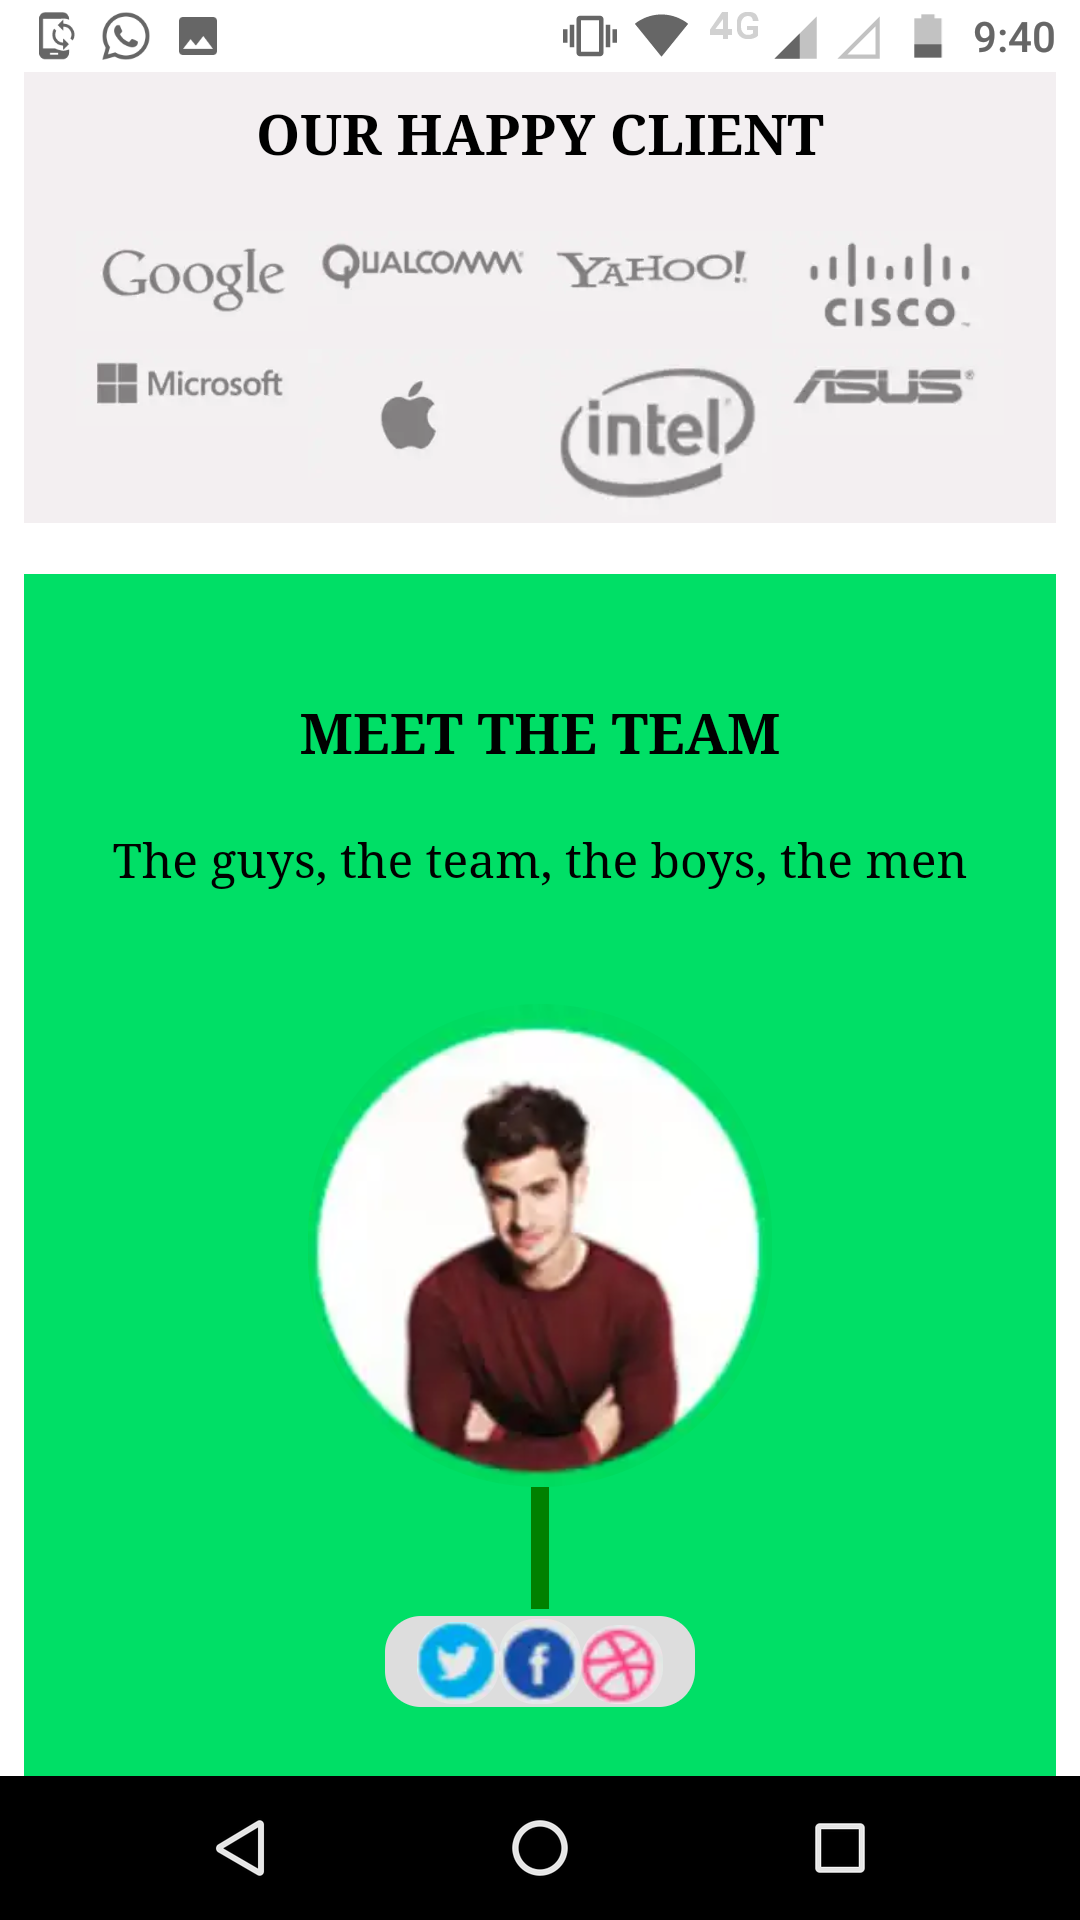 4G 9:40
OUR HAPPY CLIENT
Google QUALCOMM YAHOO! CISCO
Microsoft intel ASUS
MEET THE TEAM
The guys, the team, the boys, the men